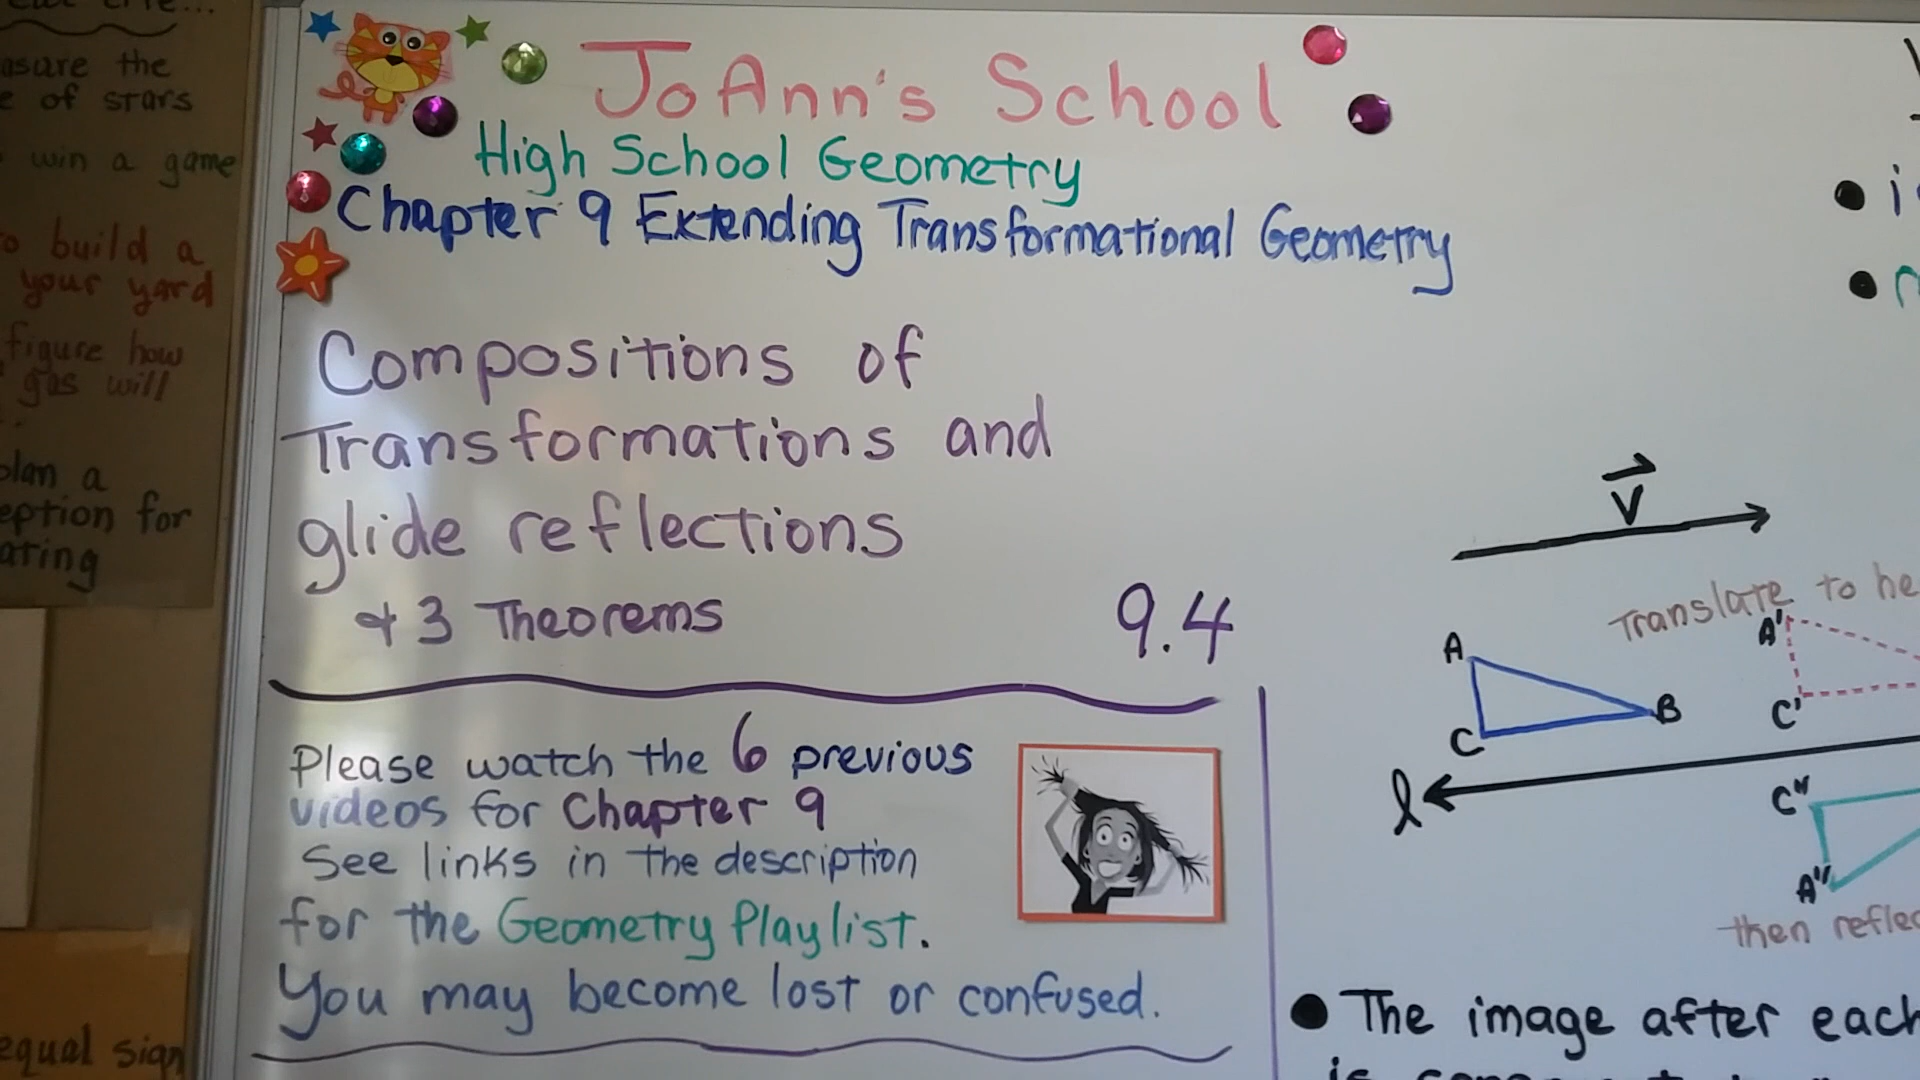 asure the
of stars
win a game
build a
your yard
figure how
gas will
plan a
eption for
ating
equal sign
JoAnn's School
High School Geometry
Chapter 9 Extending Transformational Geometry
Compositions of
Transformations and
glide reflections
+ 3 Theorems
9.4
Please watch the 6 previous
videos for Chapter 9
See links in the description
for the Geometry Playlist.
You may become lost or confused.
V
Translate to he
A
B
C
A'
C'
l
C"
A"
then reflec
• The image after each